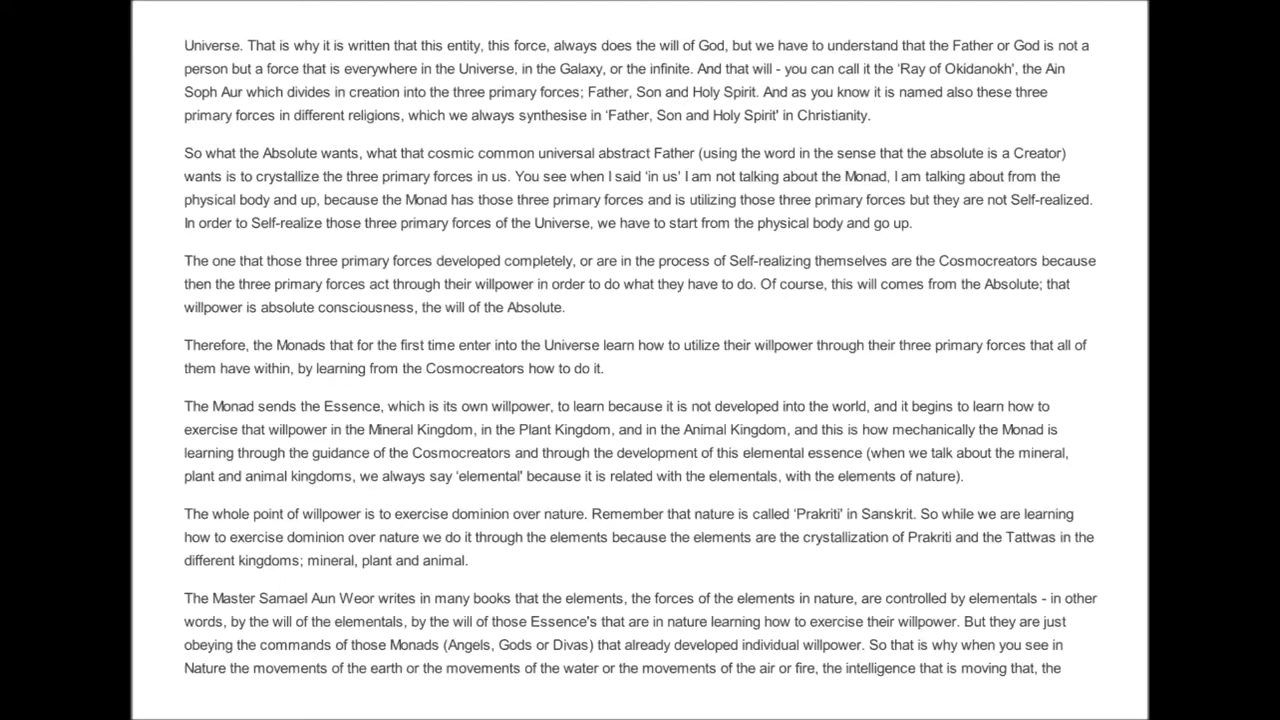 Universe. That is why it is written that this entity, this force, always does the will of God, but we have to understand that the Father or God is not a
person but a force that is everywhere in the Universe, in the Galaxy, or the infinite. And that will - you can call it the ‘Ray of Okidanokh’, the Ain
Soph Aur which divides in creation into the three primary forces; Father, Son and Holy Spirit. And as you know it is named also these three
primary forces in different religions, which we always synthesise in ‘Father, Son and Holy Spirit’ in Christianity.
So what the Absolute wants, what that cosmic common universal abstract Father (using the word in the sense that the absolute is a Creator)
wants is to crystallize the three primary forces in us. You see when I said ‘in us’ I am not talking about the Monad, I am talking about from the
physical body and up, because the Monad has those three primary forces and is utilizing those three primary forces but they are not Self-realized.
In order to Self-realize those three primary forces of the Universe, we have to start from the physical body and go up.
The one that those three primary forces developed completely, or are in the process of Self-realizing themselves are the Cosmocreators because
then the three primary forces act through their willpower in order to do what they have to do. Of course, this will comes from the Absolute; that
willpower is absolute consciousness, the will of the Absolute.
Therefore, the Monads that for the first time enter into the Universe learn how to utilize their willpower through their three primary forces that all of
them have within, by learning from the Cosmocreators how to do it.
The Monad sends the Essence, which is its own willpower, to learn because it is not developed into the world, and it begins to learn how to
exercise that willpower in the Mineral Kingdom, in the Plant Kingdom, and in the Animal Kingdom, and this is how mechanically the Monad is
learning through the guidance of the Cosmocreators and through the development of this elemental essence (when we talk about the mineral,
plant and animal kingdoms, we always say ‘elemental’ because it is related with the elementals, with the elements of nature).
The whole point of willpower is to exercise dominion over nature. Remember that nature is called ‘Prakriti’ in Sanskrit. So while we are learning
how to exercise dominion over nature we do it through the elements because the elements are the crystallization of Prakriti and the Tattwas in the
different kingdoms; mineral, plant and animal.
The Master Samael Aun Weor writes in many books that the elements, the forces of the elements in nature, are controlled by elementals - in other
words, by the will of the elementals, by the will of those Essence's that are in nature learning how to exercise their willpower. But they are just
obeying the commands of those Monads (Angels, Gods or Divas) that already developed individual willpower. So that is why when you see in
Nature the movements of the earth or the movements of the water or the movements of the air or fire, the intelligence that is moving that, the